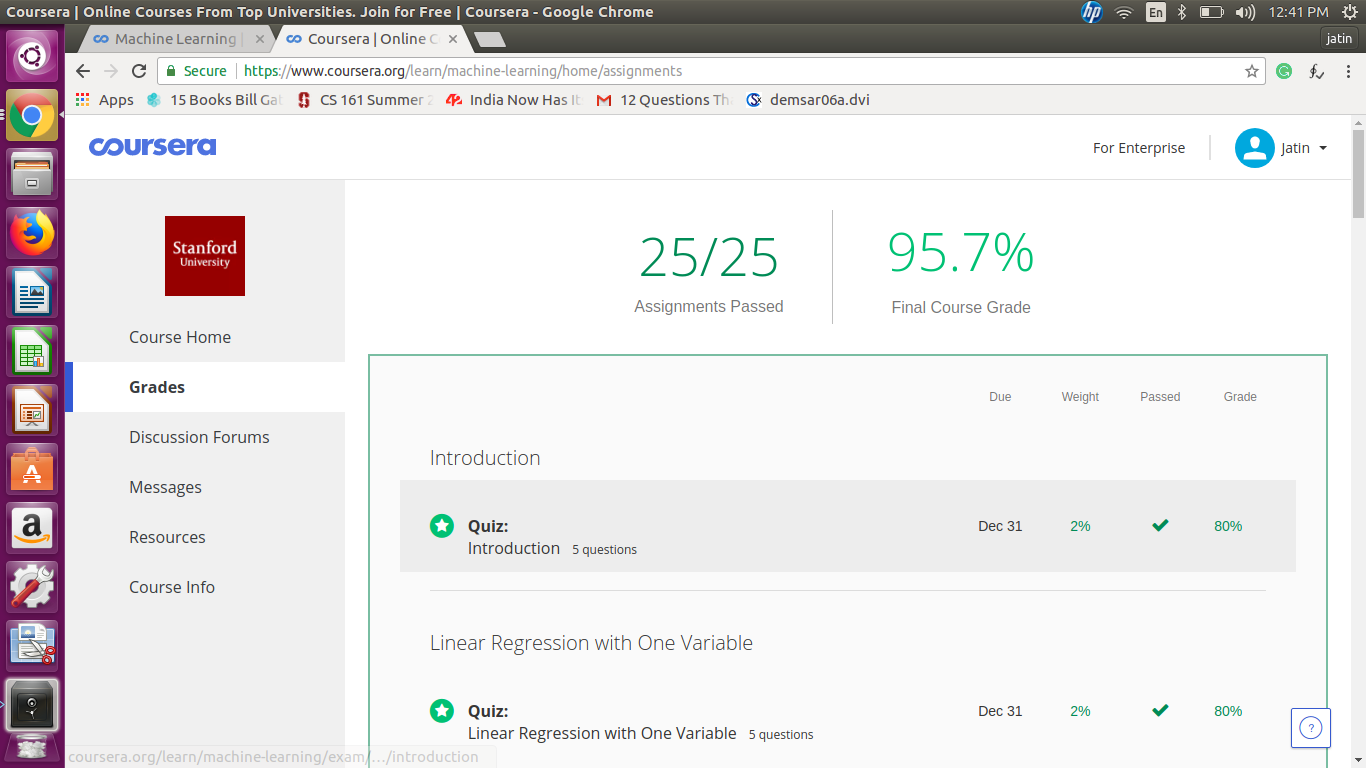 Coursera | Online Courses From Top Universities. Join for Free | Coursera - Google Chrome
hp
En
12:41 PM
Machine Learning |
Coursera | Online C
jatin
Secure
https://www.coursera.org/learn/machine-learning/home/assignments
Apps
15 Books Bill Gat
CS 161 Summer 2
India Now Has It
12 Questions Th
demsar06a.dvi
coursera
For Enterprise
Jatin
Stanford
University
Course Home
Grades
Discussion Forums
Messages
Resources
Course Info
25/25
Assignments Passed
95.7%
Final Course Grade
Due Weight Passed Grade
Introduction
Quiz:
Introduction 5 questions
Dec 31 2% 80%
Linear Regression with One Variable
Quiz:
Linear Regression with One Variable 5 questions
Dec 31 2% 80%
?
coursera.org/learn/machine-learning/exam/…/introduction